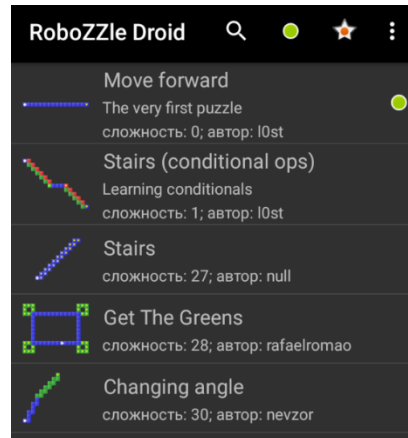 RoboZZle Droid
Move forward
The very first puzzle
сложность: 0; автор: l0st
Stairs (conditional ops)
Learning conditionals
сложность: 1; автор: l0st
Stairs
сложность: 27; автор: null
Get The Greens
сложность: 28; автор: rafaelromao
Changing angle
сложность: 30; автор: nevzor